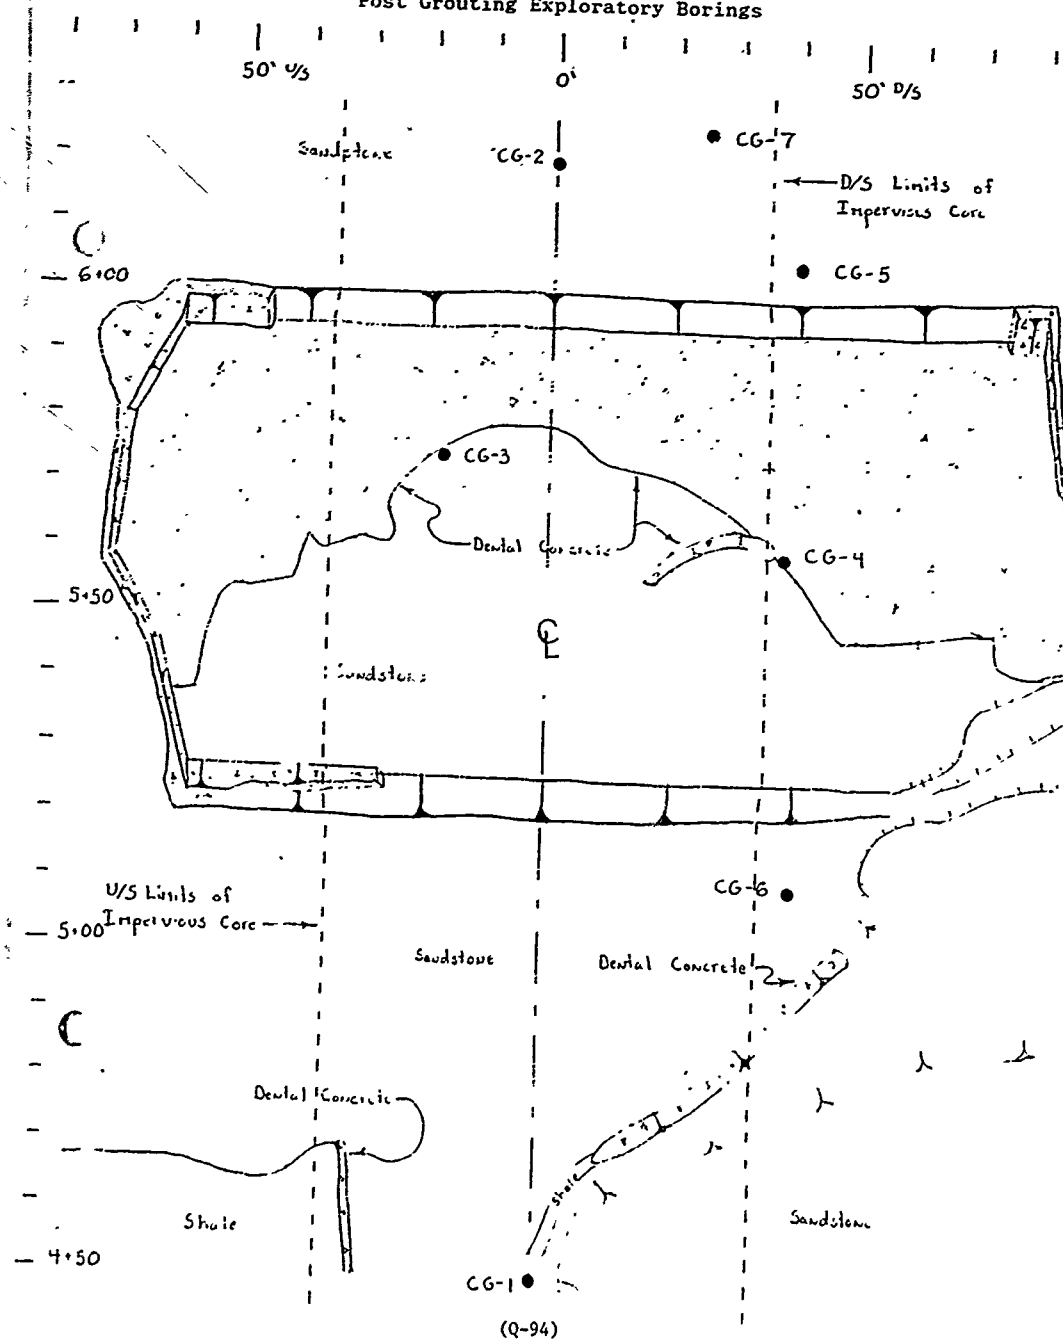 Post Grouting Exploratory Borings
50' U/S
0'
50' D/S
Sandstone
CG-2
CG-7
D/S Limits of
Impervious Core
6+00
CG-5
CG-3
Dental Concrete
CG-4
5+50
CL
Sandstone
CG-6
U/S Limits of
Impervious Core
5+00
Sandstone
Dental Concrete
Dental Concrete
Shale
Shale
Sandstone
4+50
CG-1
(Q-94)